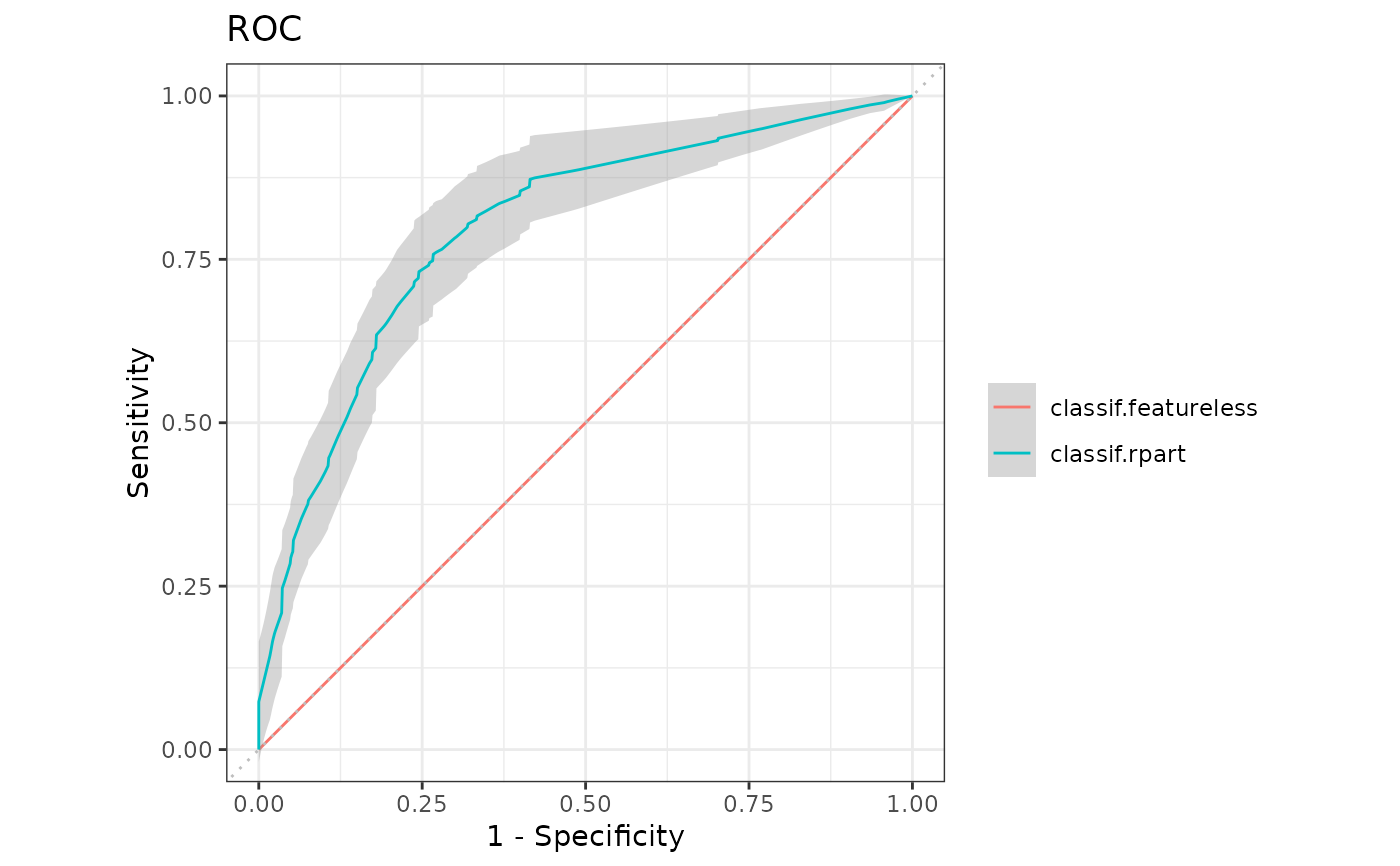 ROC
1.00
0.75
0.50
0.25
0.00
Sensitivity
0.00 0.25 0.50 0.75 1.00
1 - Specificity
classif.featureless
classif.rpart